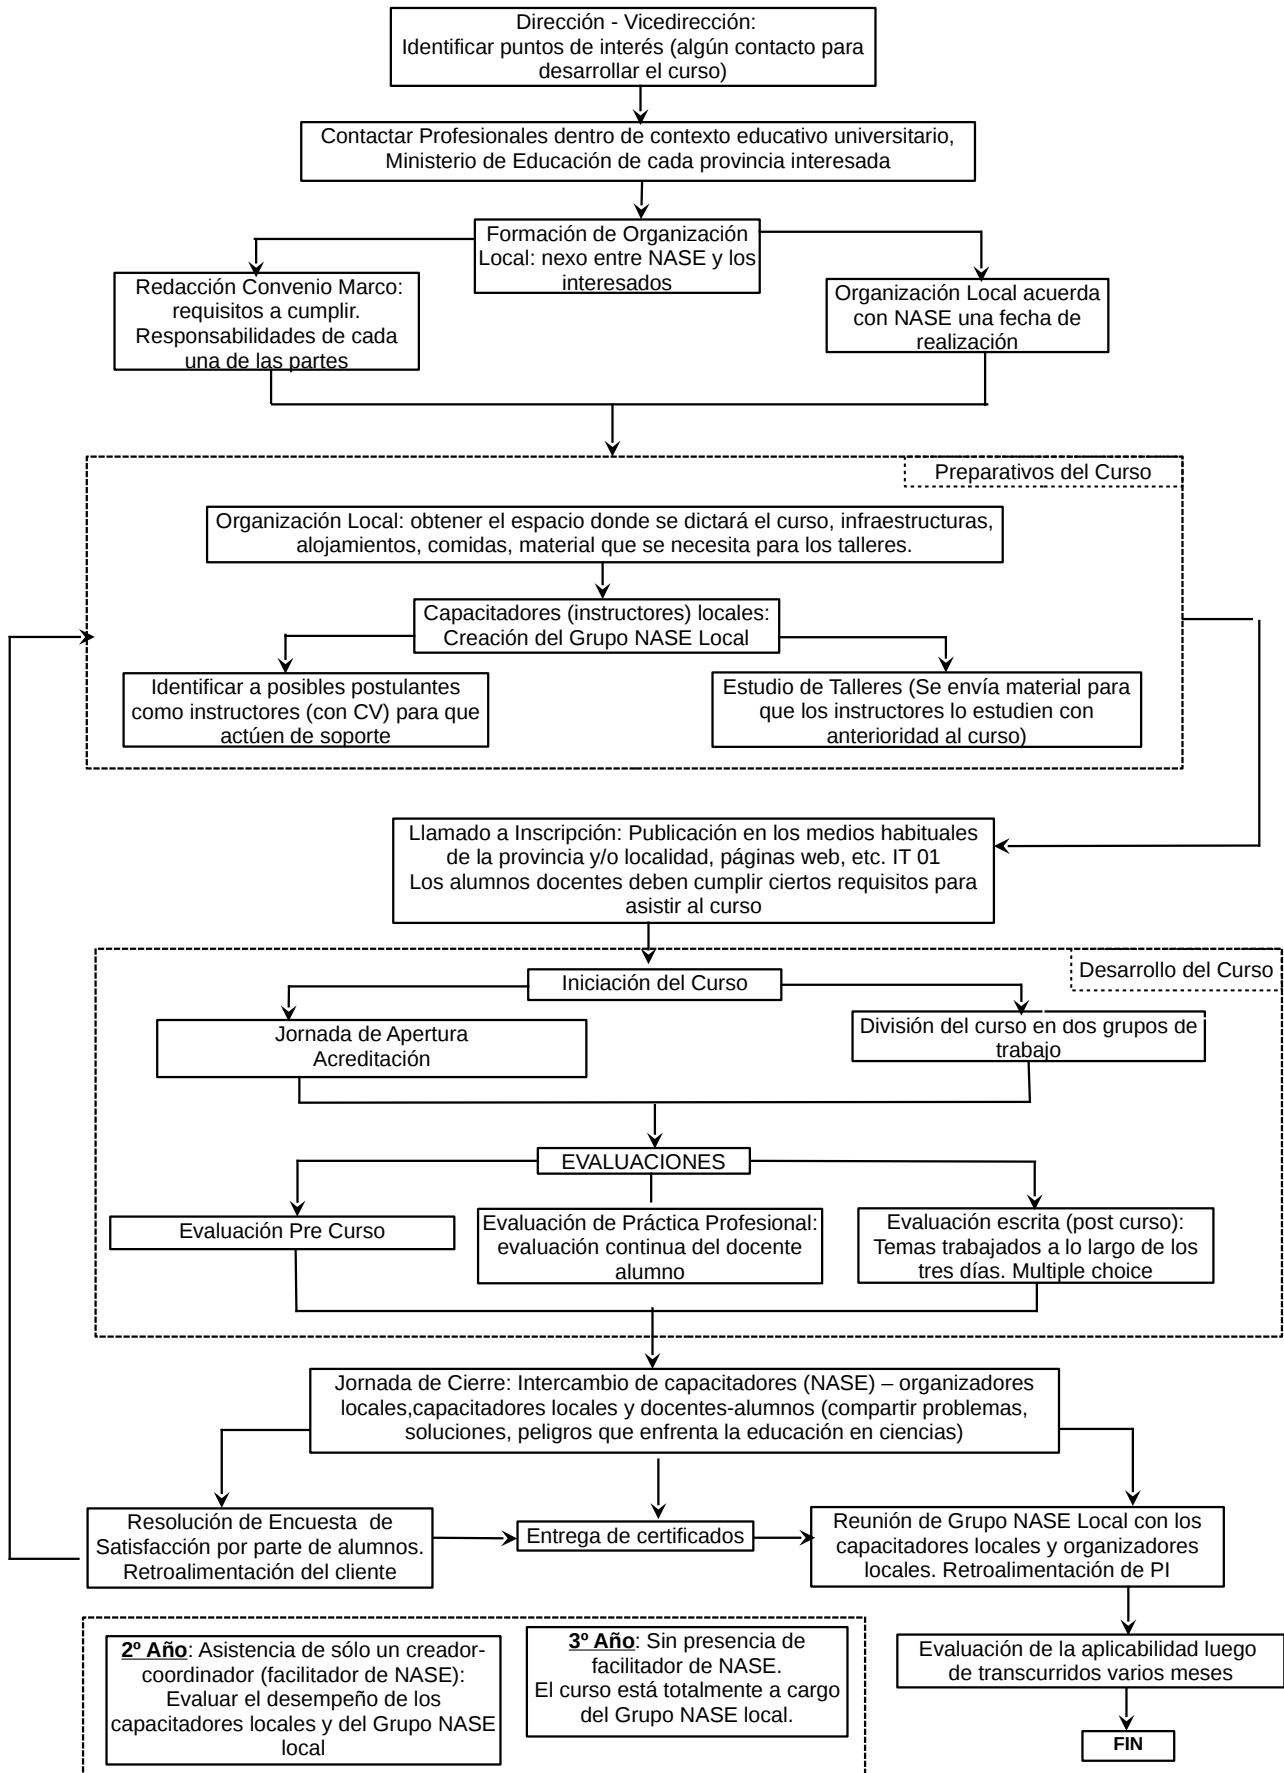 Dirección - Vicedirección:
Identificar puntos de interés (algún contacto para
desarrollar el curso)
Contactar Profesionales dentro de contexto educativo universitario,
Ministerio de Educación de cada provincia interesada
Formación de Organización
Local: nexo entre NASE y los
interesados
Redacción Convenio Marco:
requisitos a cumplir.
Responsabilidades de cada
una de las partes
Organización Local acuerda
con NASE una fecha de
realización
Preparativos del Curso
Organización Local: obtener el espacio donde se dictará el curso, infraestructuras,
alojamientos, comidas, material que se necesita para los talleres.
Capacitadores (instructores) locales:
Creación del Grupo NASE Local
Identificar a posibles postulantes
como instructores (con CV) para que
actúen de soporte
Estudio de Talleres (Se envía material para
que los instructores lo estudien con
anterioridad al curso)
Llamado a Inscripción: Publicación en los medios habituales
de la provincia y/o localidad, páginas web, etc. IT 01
Los alumnos docentes deben cumplir ciertos requisitos para
asistir al curso
Desarrollo del Curso
Iniciación del Curso
Jornada de Apertura
Acreditación
División del curso en dos grupos de
trabajo
EVALUACIONES
Evaluación Pre Curso
Evaluación de Práctica Profesional:
evaluación continua del docente
alumno
Evaluación escrita (post curso):
Temas trabajados a lo largo de los
tres días. Multiple choice
Jornada de Cierre: Intercambio de capacitadores (NASE) – organizadores
locales,capacitadores locales y docentes-alumnos (compartir problemas,
soluciones, peligros que enfrenta la educación en ciencias)
Resolución de Encuesta de
Satisfacción por parte de alumnos.
Retroalimentación del cliente
Entrega de certificados
Reunión de Grupo NASE Local con los
capacitadores locales y organizadores
locales. Retroalimentación de PI
2º Año: Asistencia de sólo un creador-
coordinador (facilitador de NASE):
Evaluar el desempeño de los
capacitadores locales y del Grupo NASE
local
3º Año: Sin presencia de
facilitador de NASE.
El curso está totalmente a cargo
del Grupo NASE local.
Evaluación de la aplicabilidad luego
de transcurridos varios meses
FIN